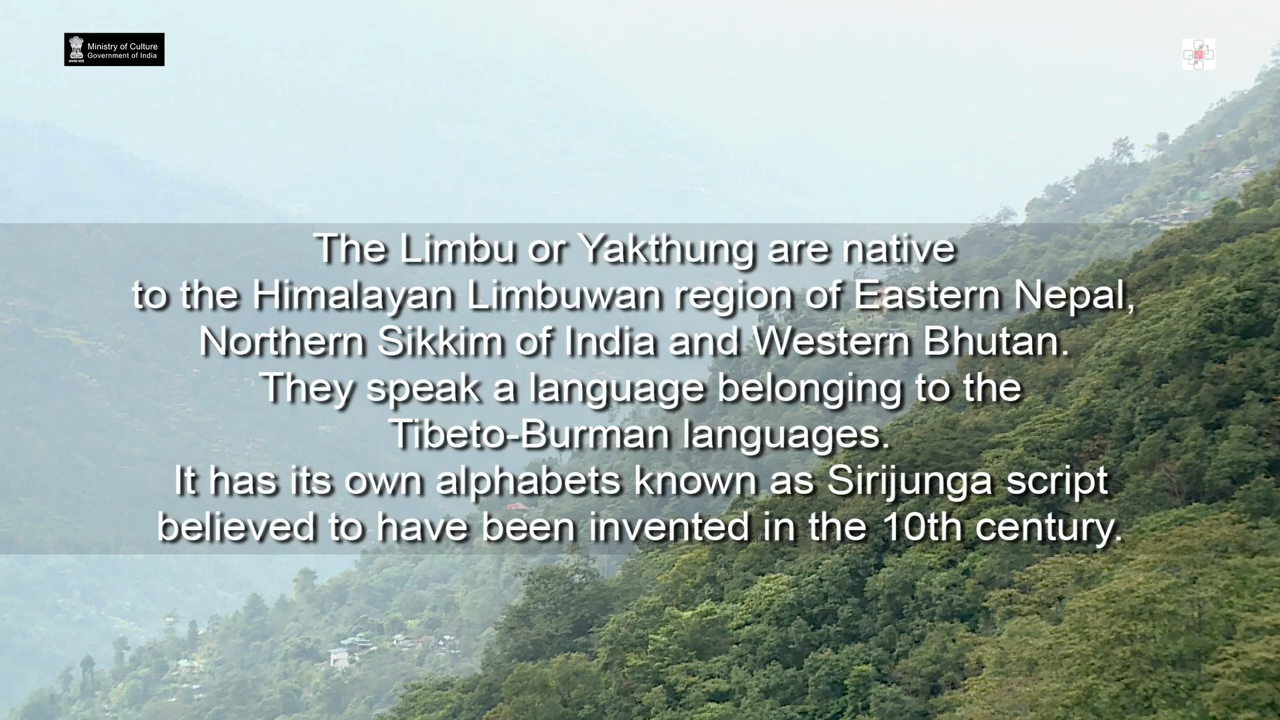 Ministry of Culture
Government of India
The Limbu or Yakthung are native
to the Himalayan Limbuwan region of Eastern Nepal,
Northern Sikkim of India and Western Bhutan.
They speak a language belonging to the
Tibeto-Burman languages.
It has its own alphabets known as Sirijunga script
believed to have been invented in the 10th century.